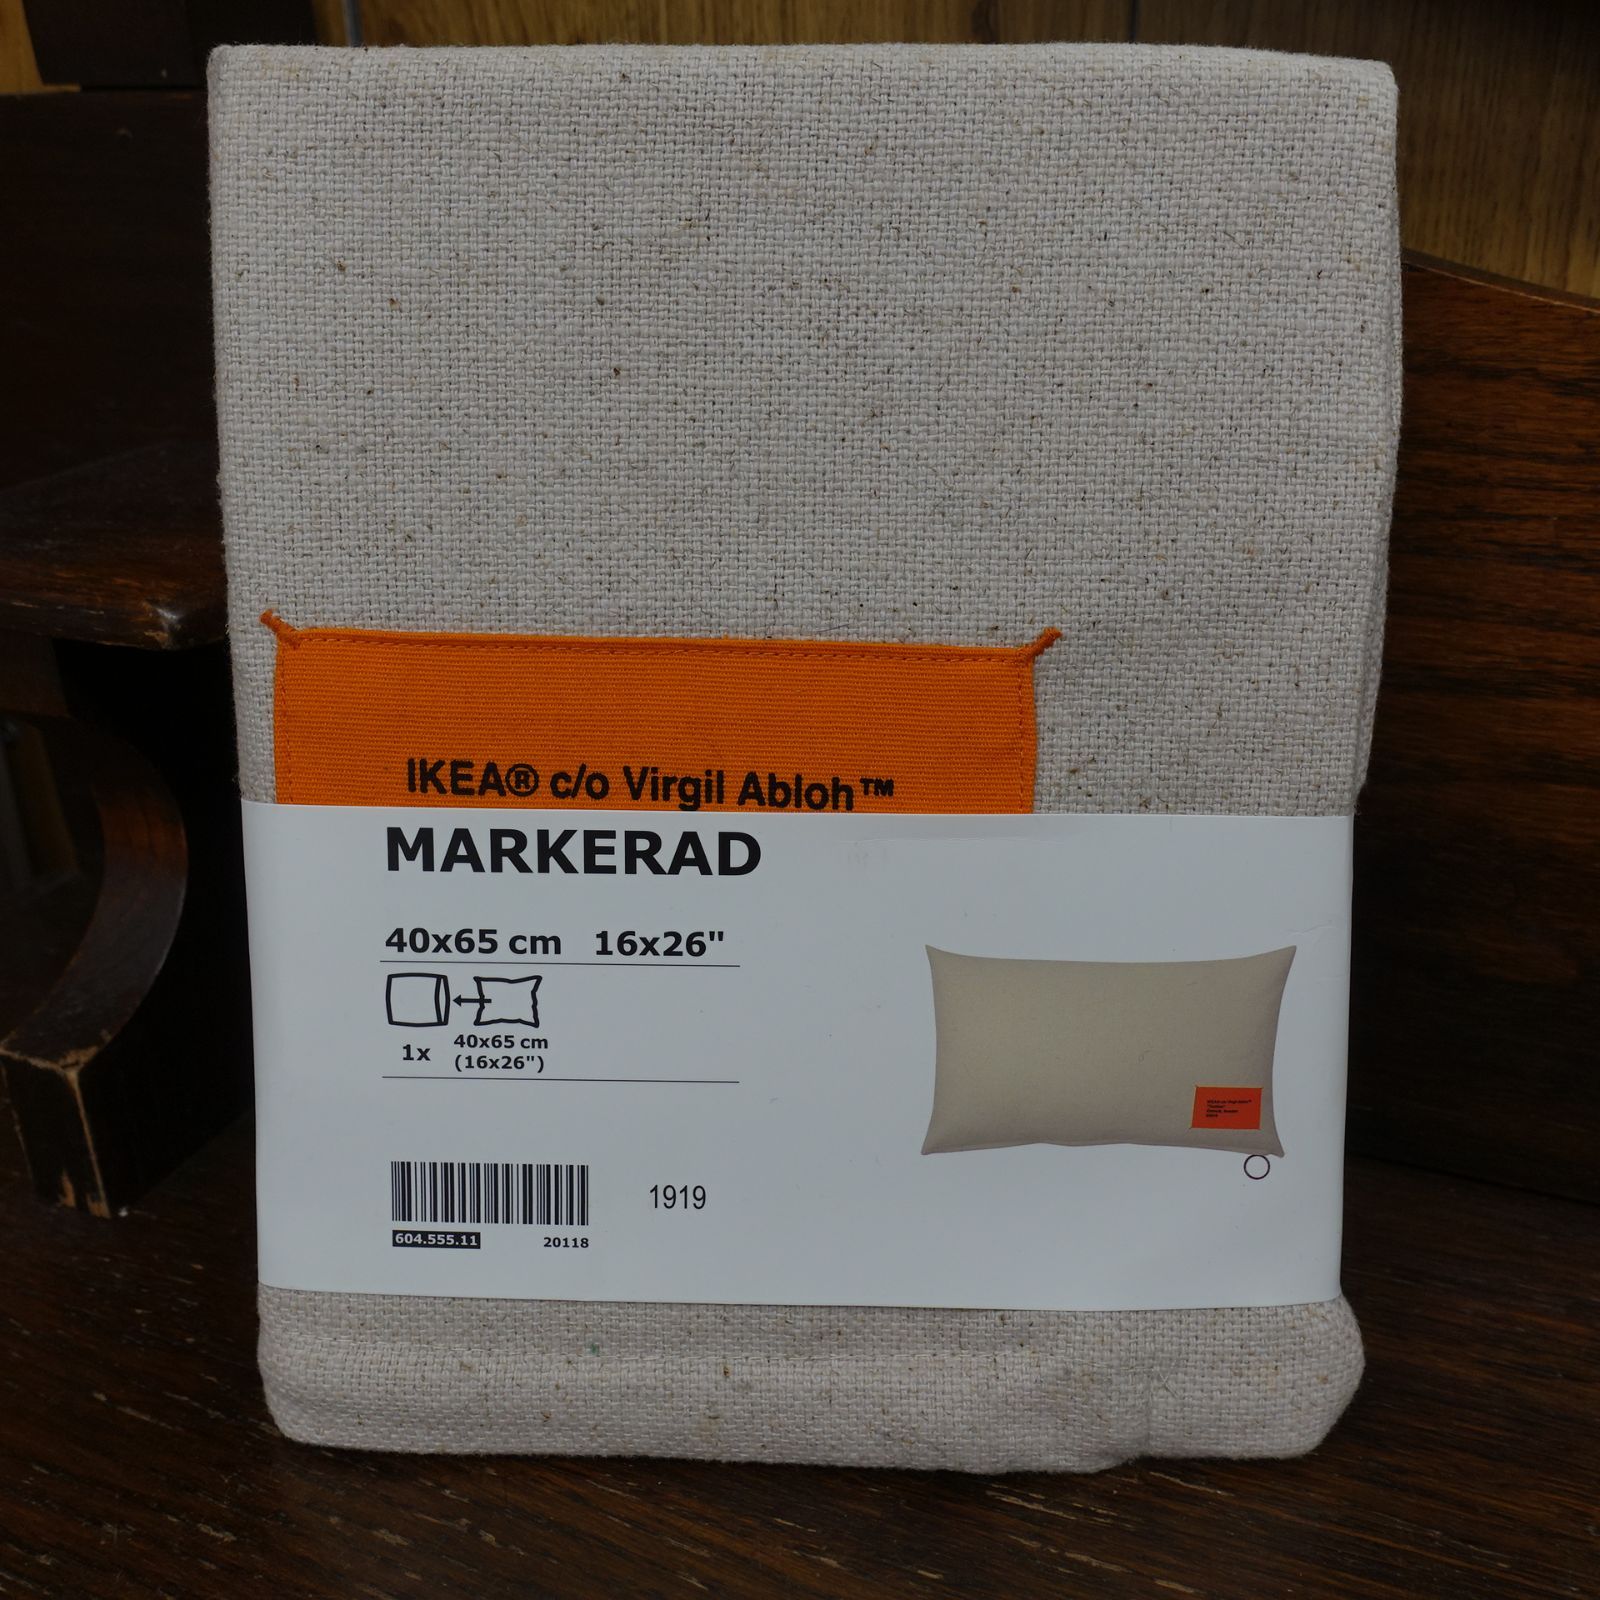 IKEA® c/o Virgil Abloh™
MARKERAD
40x65 cm 16x26"
1x
40x65 cm
(16x26")
604.555.11 20118
1919